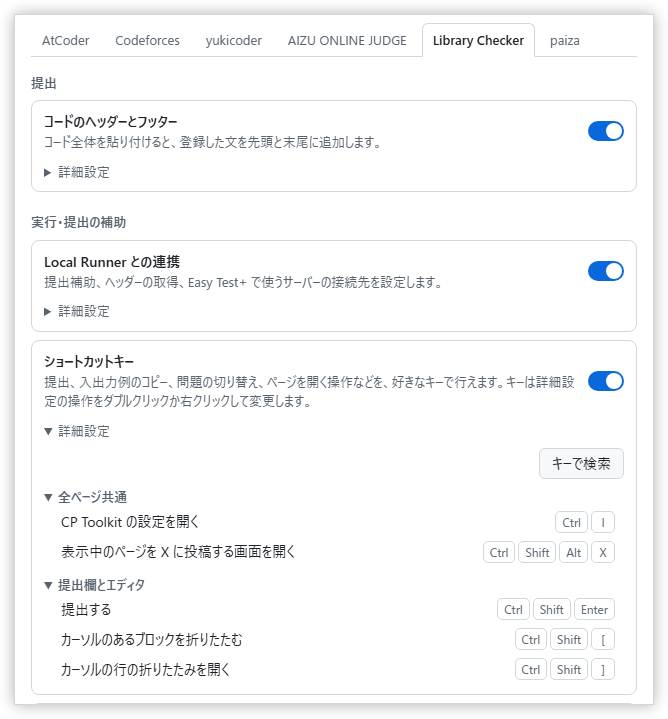 AtCoder Codeforces yukicoder AIZU ONLINE JUDGE Library Checker paiza
提出
コードのヘッダーとフッター
コード全体を貼り付けると、登録した文を先頭と末尾に追加します。
▶ 詳細設定
実行・提出の補助
Local Runner との連携
提出補助、ヘッダーの取得、Easy Test+ で使うサーバーの接続先を設定します。
▶ 詳細設定
ショートカットキー
提出、入出力例のコピー、問題の切り替え、ページを開く操作などを、好きなキーで行えます。キーは詳細設
定の操作をダブルクリックか右クリックして変更します。
▼ 詳細設定
キーで検索
▼ 全ページ共通
CP Toolkit の設定を開く Ctrl I
表示中のページを X に投稿する画面を開く Ctrl Shift Alt X
▼ 提出欄とエディタ
提出する Ctrl Shift Enter
カーソルのあるブロックを折りたたむ Ctrl Shift [
カーソルの行の折りたたみを開く Ctrl Shift ]